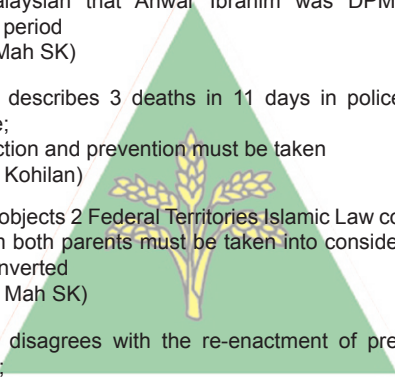 alaysian that Anwar Ibrahim was DPM
period
Mah SK)
describes 3 deaths in 11 days in police
e;
ction and prevention must be taken
Kohilan)
objects 2 Federal Territories Islamic Law co
n both parents must be taken into conside
nverted
Mah SK)
disagrees with the re-enactment of pre
;